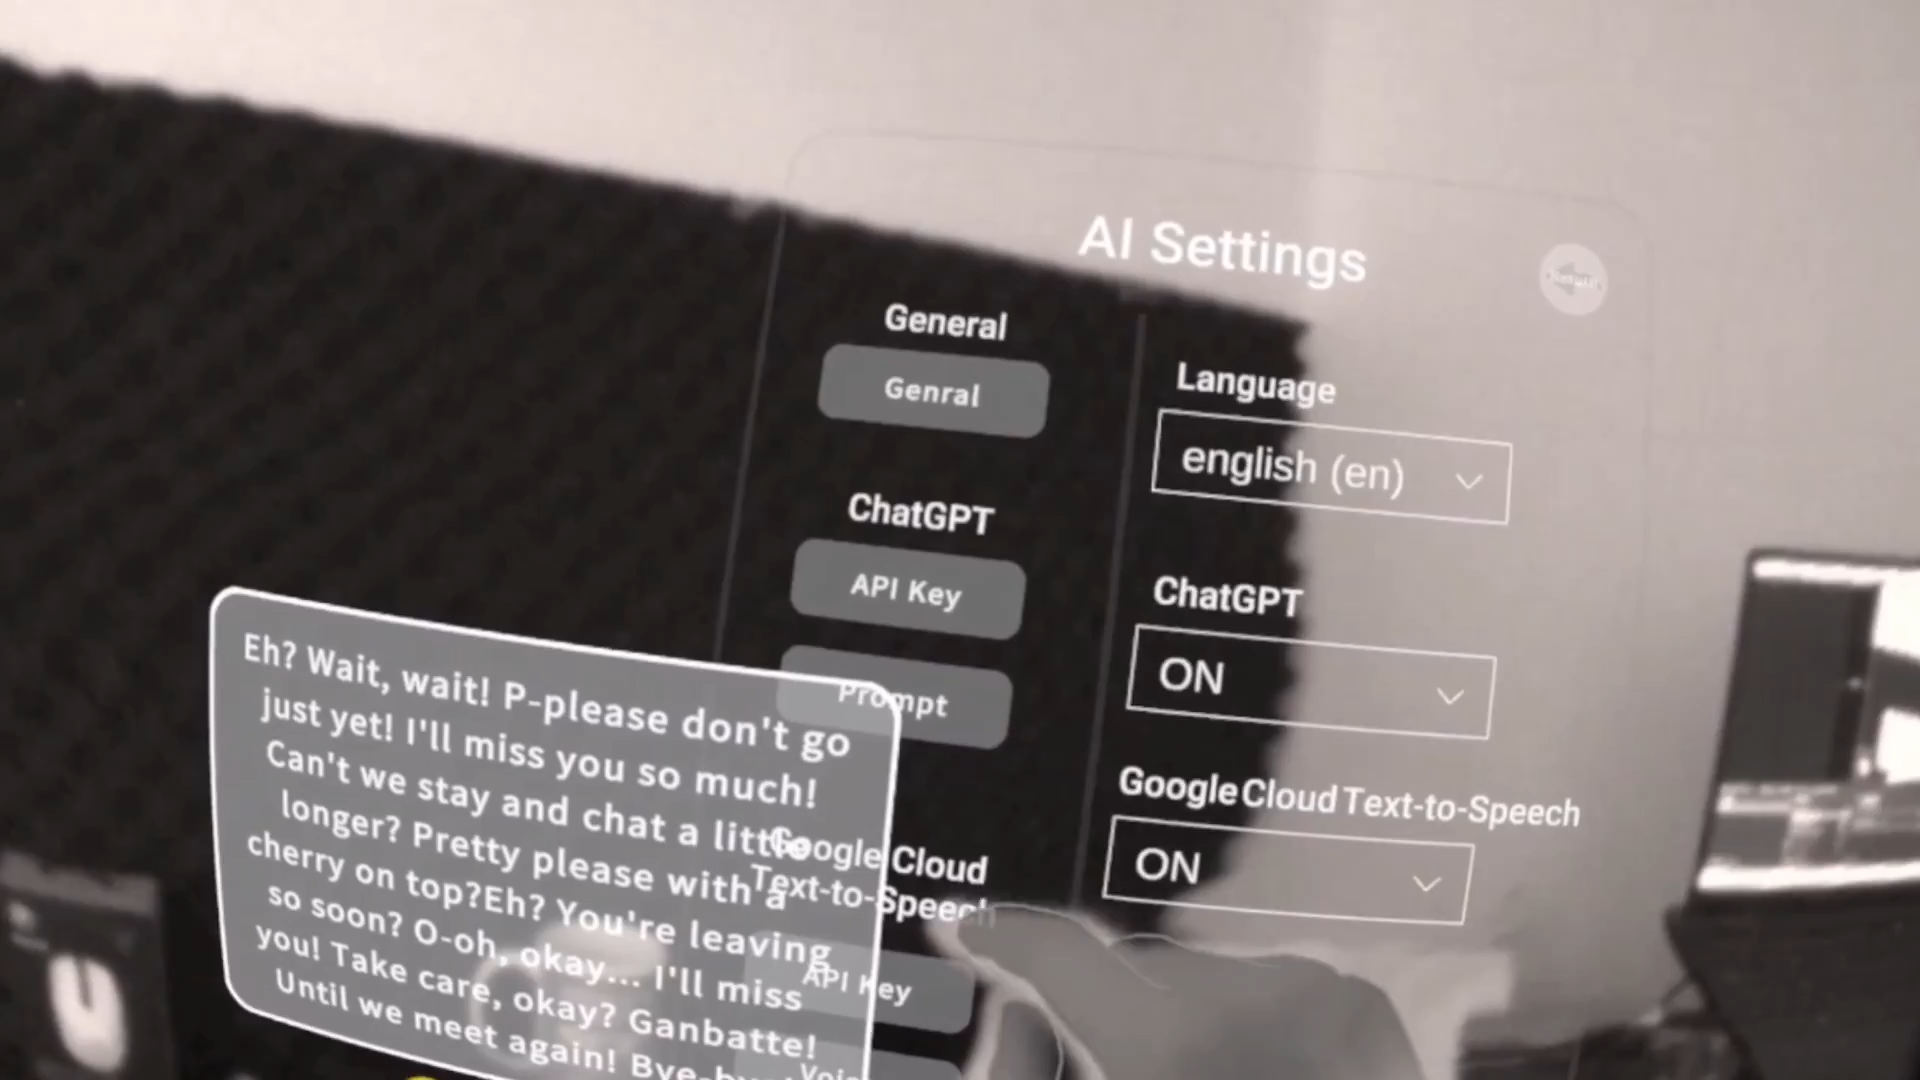 AI Settings
General
Genral
ChatGPT
API Key
Prompt
Google Cloud
Text-to-Speech
API Key
Language
english (en)
ChatGPT
ON
Google Cloud Text-to-Speech
ON
Eh? Wait, wait! P-please don't go
just yet! I'll miss you so much!
Can't we stay and chat a little
longer? Pretty please with a
cherry on top?Eh? You're leaving
so soon? O-oh, okay... I'll miss
you! Take care, okay? Ganbatte!
Until we meet again!